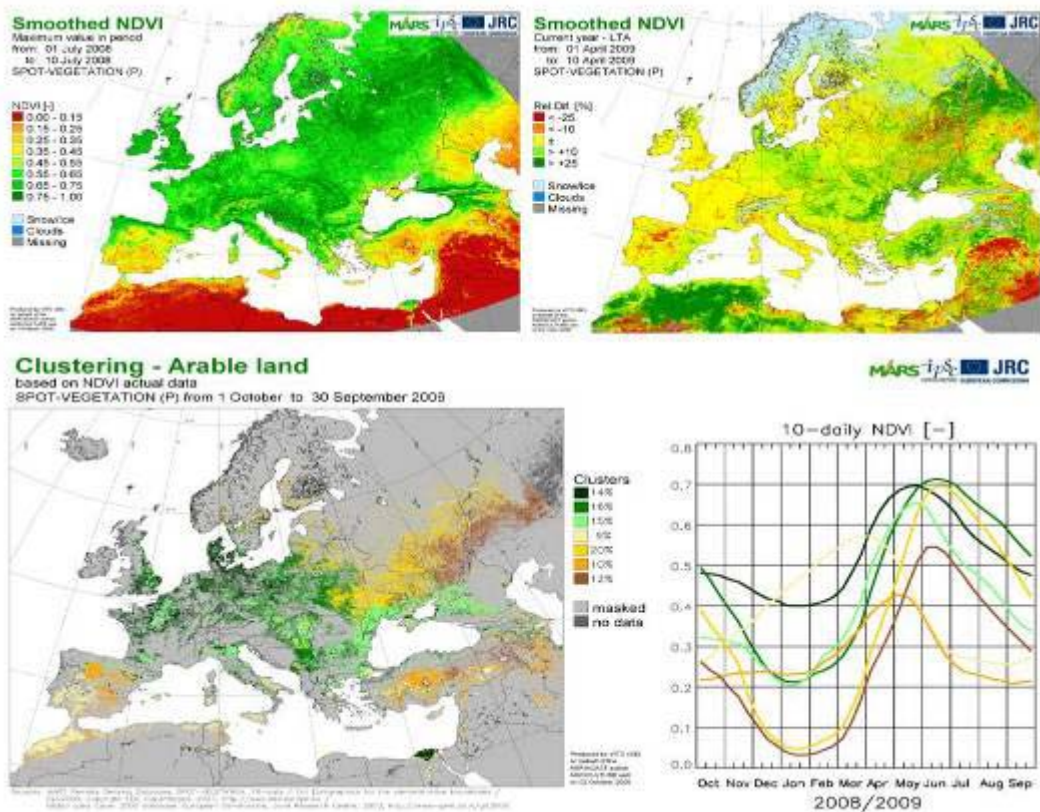 Smoothed NDVI
Maximum value in period
from: 01 July 2008
to: 10 July 2008
SPOT-VEGETATION (P)
MARS
JRC
NDVI [-]
0.00 - 0.15
0.15 - 0.25
0.25 - 0.35
0.35 - 0.45
0.45 - 0.55
0.55 - 0.65
0.65 - 0.75
0.75 - 1.00
Snow/ice
Clouds
Missing
Smoothed NDVI
Current year - LTA
from: 01 April 2009
to: 10 April 2009
SPOT-VEGETATION (P)
MARS
JRC
Rel.Dif. [%]
< -25
< -10
±
> +10
> +25
Snow/ice
Clouds
Missing
Clustering - Arable land
based on NDVI actual data
SPOT-VEGETATION (P) from 1 October to 30 September 2009
MARS
JRC
EUROPEAN COMMISSION
Clusters
14%
16%
15%
9%
20%
10%
12%
masked
no data
10-daily NDVI [-]
0.8
0.7
0.6
0.5
0.4
0.3
0.2
0.1
0.0
Oct Nov Dec Jan Feb Mar Apr May Jun Jul Aug Sep
2008/2009